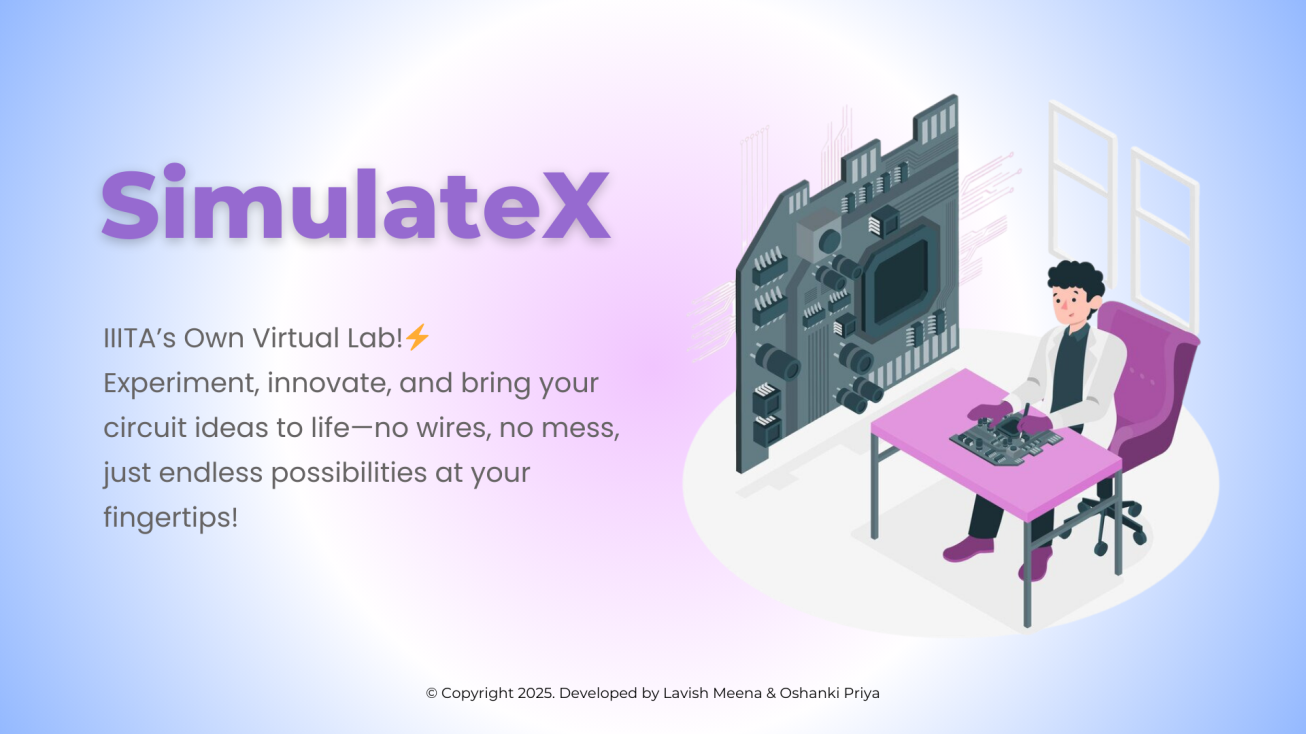 SimulateX
IIITA’s Own Virtual Lab!⚡
Experiment, innovate, and bring your
circuit ideas to life—no wires, no mess,
just endless possibilities at your
fingertips!
© Copyright 2025. Developed by Lavish Meena & Oshanki Priya